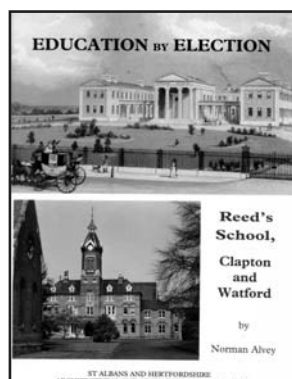 EDUCATION BY ELECTION
Reed's
School,
Clapton
and
Watford
by
Norman Alvey
ST ALBANS AND HERTFORDSHIRE